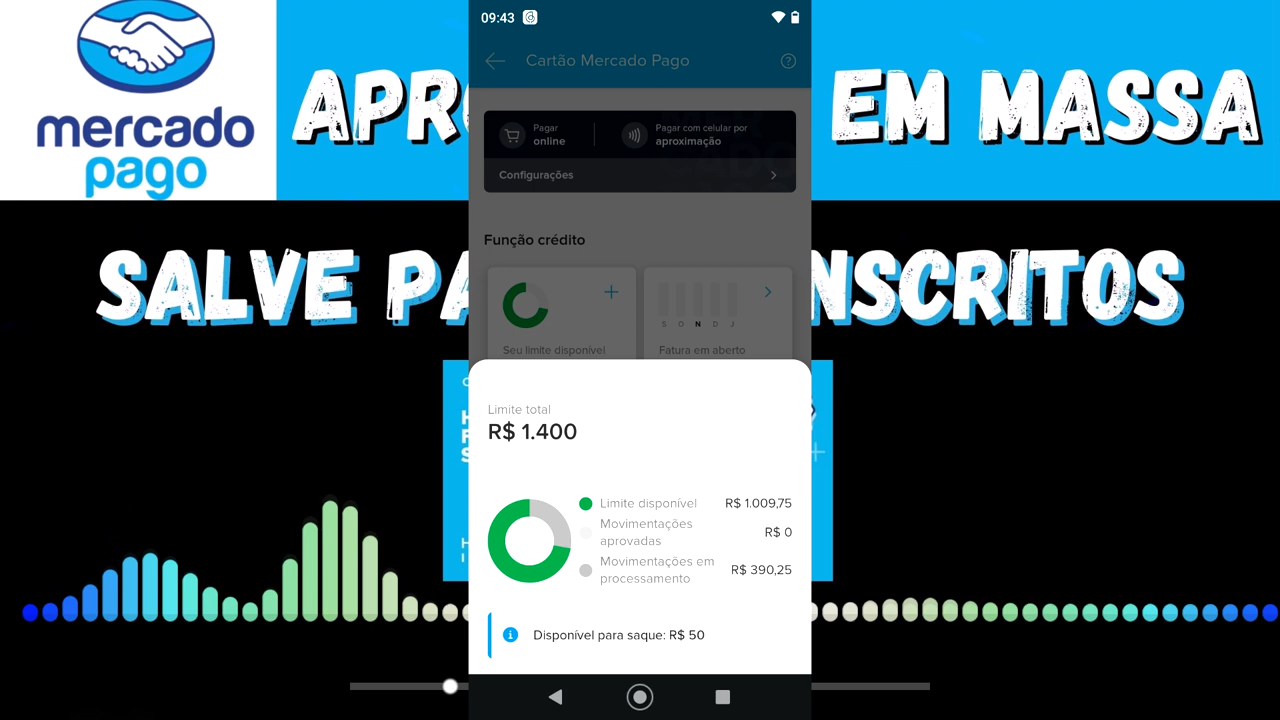 09:43
Cartão Mercado Pago
mercado
pago
APR
EM MASSA
Pagar
online
Pagar com celular por
aproximação
Configurações
SALVE PA
NSCRITOS
Função crédito
S O N D J
Seu limite disponível
Fatura em aberto
Limite total
R$ 1.400
Limite disponível R$ 1.009,75
Movimentações
aprovadas R$ 0
Movimentações em
processamento R$ 390,25
Disponível para saque: R$ 50